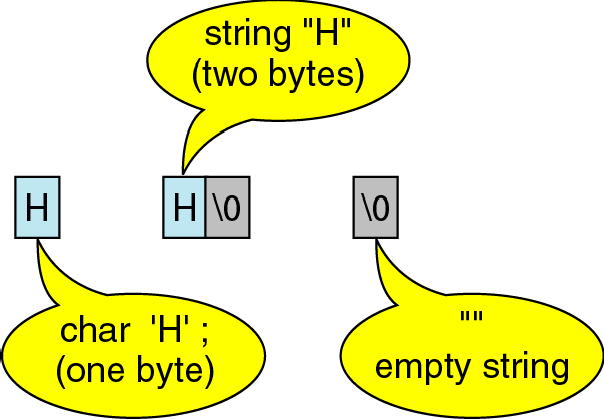 string "H"
(two bytes)
H
H \0
\0
char 'H' ;
(one byte)
""
empty string